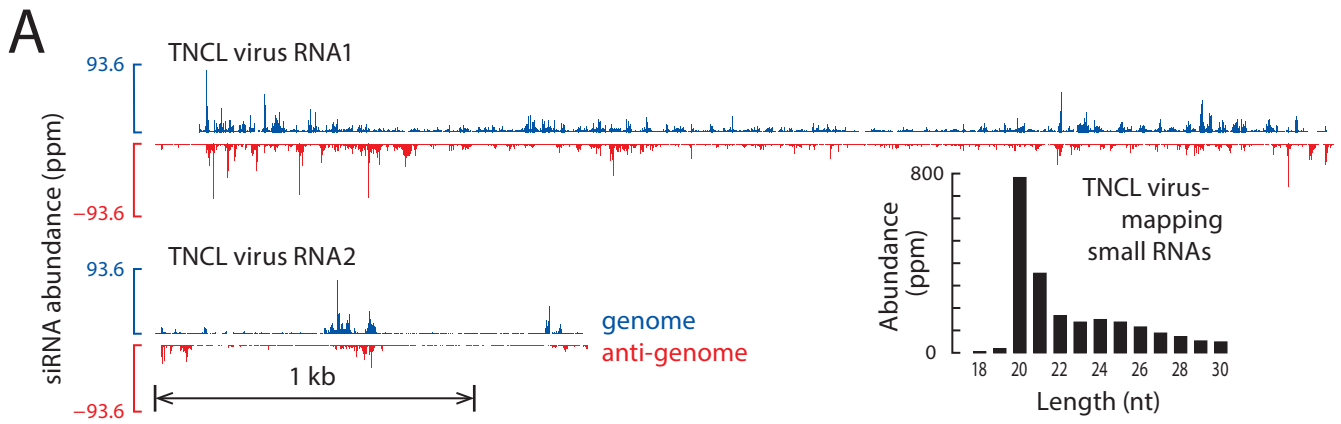 A
TNCL virus RNA1
93.6
−93.6
siRNA abundance (ppm)
TNCL virus RNA2
93.6
−93.6
genome
anti-genome
1 kb
TNCL virus-
mapping
small RNAs
Abundance
(ppm)
800
0
18 20 22 24 26 28 30
Length (nt)